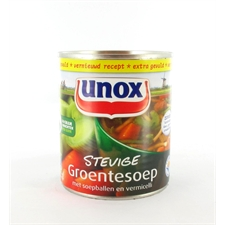 vernieuwd recept * extra gevuld
unox
STEVIGE
Groentesoep
met soepballen en vermicelli